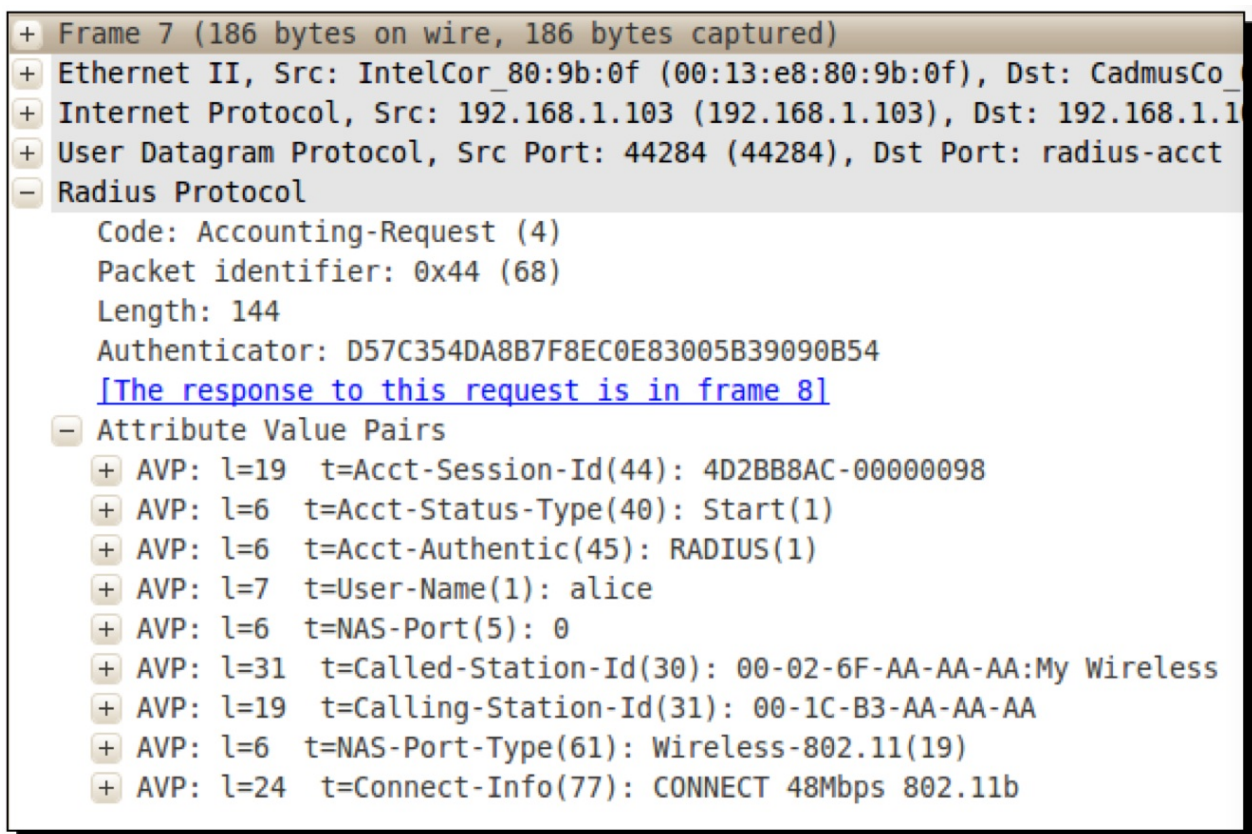 Frame 7 (186 bytes on wire, 186 bytes captured)
Ethernet II, Src: IntelCor_80:9b:0f (00:13:e8:80:9b:0f), Dst: CadmusCo_
Internet Protocol, Src: 192.168.1.103 (192.168.1.103), Dst: 192.168.1.10
User Datagram Protocol, Src Port: 44284 (44284), Dst Port: radius-acct
Radius Protocol
Code: Accounting-Request (4)
Packet identifier: 0x44 (68)
Length: 144
Authenticator: D57C354DA8B7F8EC0E83005B39090B54
[The response to this request is in frame 8]
Attribute Value Pairs
AVP: l=19 t=Acct-Session-Id(44): 4D2BB8AC-00000098
AVP: l=6 t=Acct-Status-Type(40): Start(1)
AVP: l=6 t=Acct-Authentic(45): RADIUS(1)
AVP: l=7 t=User-Name(1): alice
AVP: l=6 t=NAS-Port(5): 0
AVP: l=31 t=Called-Station-Id(30): 00-02-6F-AA-AA-AA:My Wireless
AVP: l=19 t=Calling-Station-Id(31): 00-1C-B3-AA-AA-AA
AVP: l=6 t=NAS-Port-Type(61): Wireless-802.11(19)
AVP: l=24 t=Connect-Info(77): CONNECT 48Mbps 802.11b